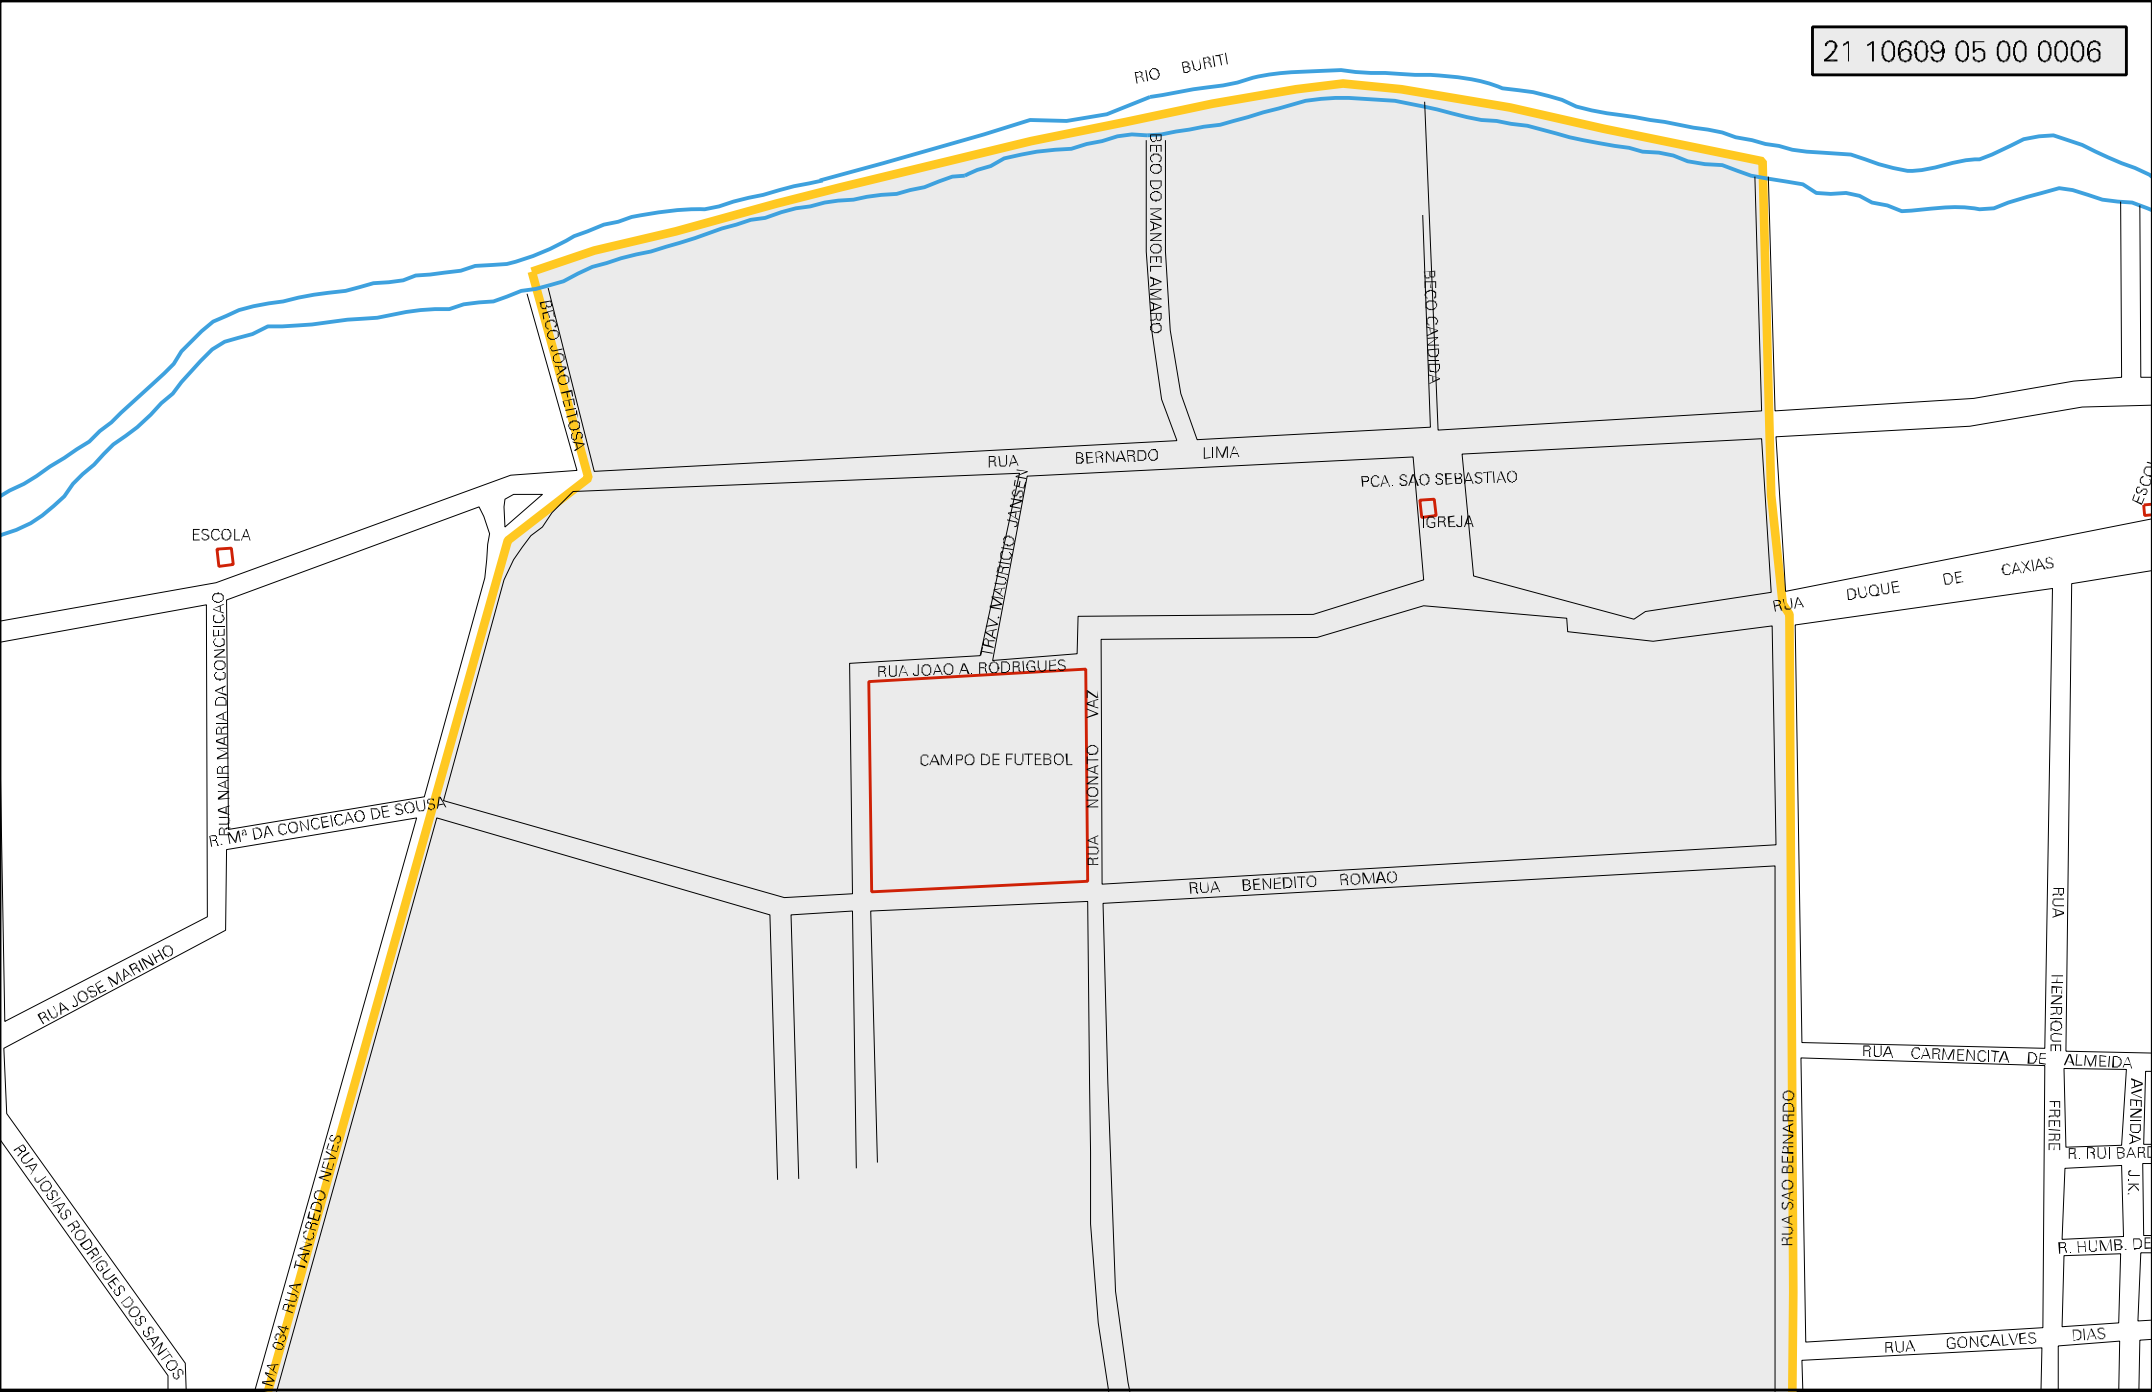 21 10609 05 00 0006
RIO BURITI
BECO DO MANOEL AMARO
BECO CANDIDA
BECO JOAO FEITOSA
RUA BERNARDO LIMA
PCA. SAO SEBASTIAO
IGREJA
TRAV. MAURICIO JANSEN
ESCOLA
RUA DUQUE DE CAXIAS
RUA NAIR MARIA DA CONCEICAO
RUA JOAO A. RODRIGUES
CAMPO DE FUTEBOL
RUA NONATO VAZ
R. Mª DA CONCEICAO DE SOUSA
RUA BENEDITO ROMAO
RUA JOSE MARINHO
RUA HENRIQUE FREIRE
RUA CARMENCITA DE ALMEIDA
AVENIDA J.K.
RUA SAO BERNARDO
R. RUI BARB
R. HUMB. DE
RUA JOSIAS RODRIGUES DOS SANTOS
MA 034 RUA TANCREDO NEVES
RUA GONCALVES DIAS